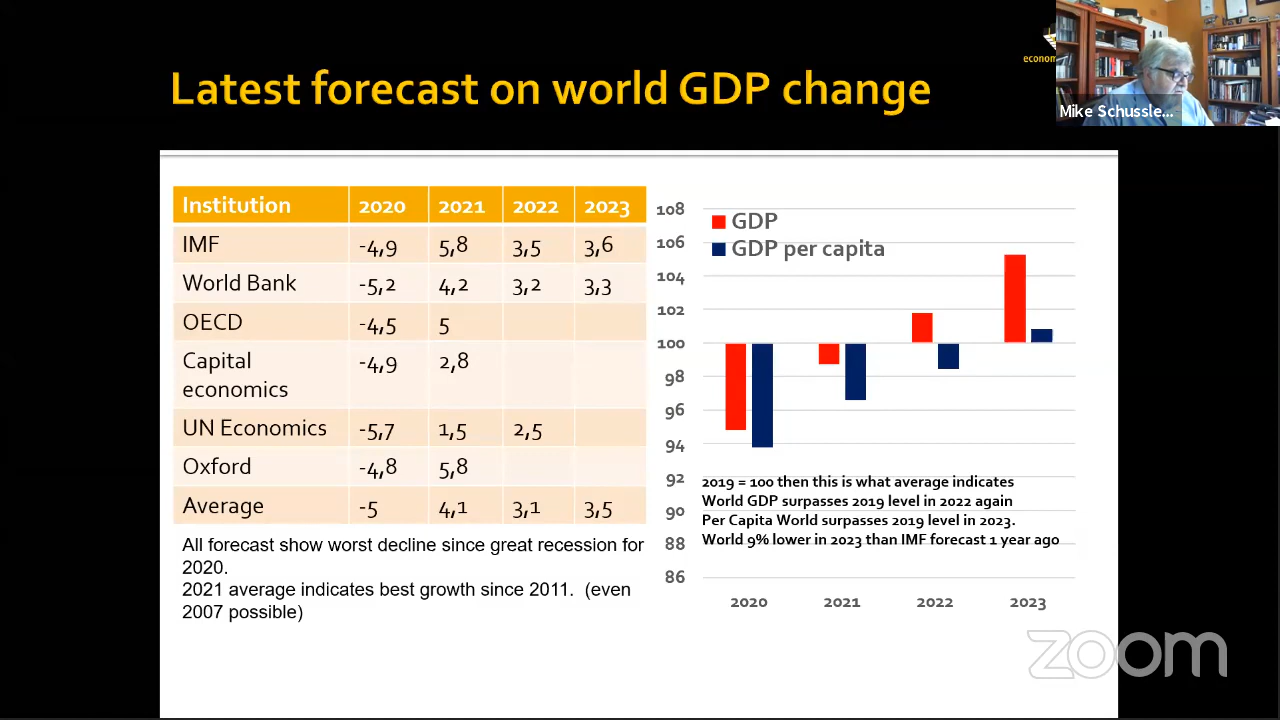 Latest forecast on world GDP change
econom
Mike Schussle...
Institution 2020 2021 2022 2023
IMF -4,9 5,8 3,5 3,6
World Bank -5,2 4,2 3,2 3,3
OECD -4,5 5
Capital
economics -4,9 2,8
UN Economics -5,7 1,5 2,5
Oxford -4,8 5,8
Average -5 4,1 3,1 3,5
All forecast show worst decline since great recession for
2020.
2021 average indicates best growth since 2011. (even
2007 possible)
GDP
GDP per capita
108
106
104
102
100
98
96
94
92
90
88
86
2019 = 100 then this is what average indicates
World GDP surpasses 2019 level in 2022 again
Per Capita World surpasses 2019 level in 2023.
World 9% lower in 2023 than IMF forecast 1 year ago
2020 2021 2022 2023
zoom